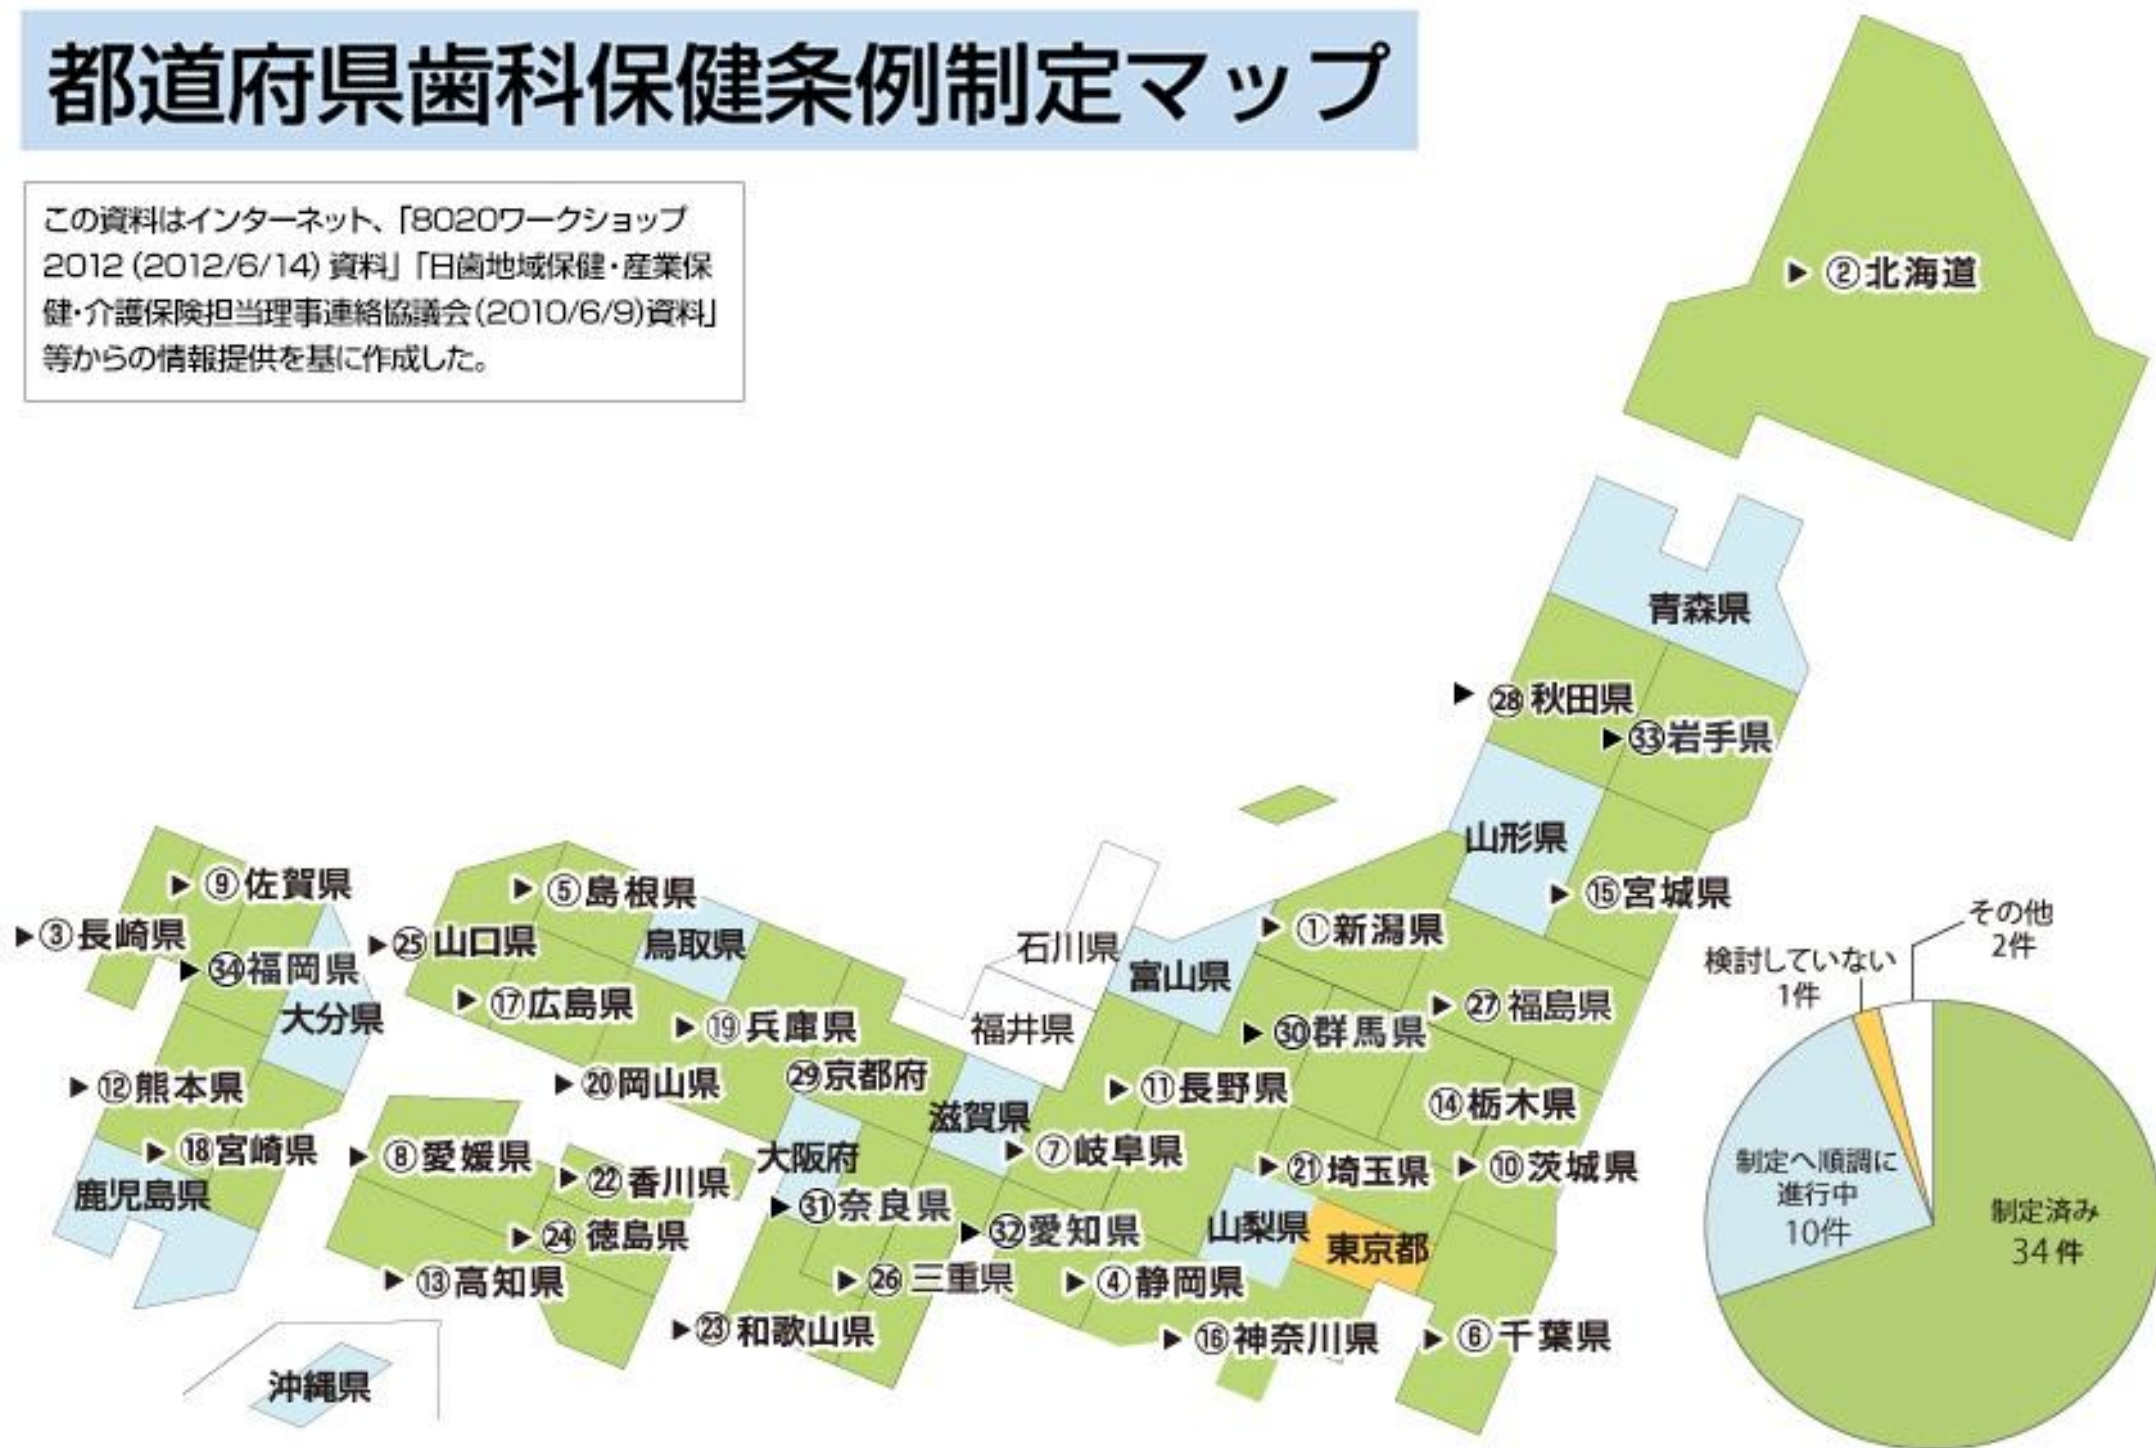 都道府県歯科保健条例制定マップ
この資料はインターネット、「8020ワークショップ
2012（2012/6/14）資料」「日歯地域保健・産業保
健・介護保険担当理事連絡協議会（2010/6/9）資料」
等からの情報提供を基に作成した。
▶②北海道
青森県
▶㉘秋田県
▶㉝岩手県
山形県
▶⑮宮城県
▶①新潟県
▶㉗福島県
石川県
富山県
福井県
▶㉚群馬県
▶⑪長野県
⑭栃木県
▶⑩茨城県
▶㉑埼玉県
▶⑦岐阜県
山梨県
東京都
▶④静岡県
▶⑯神奈川県
▶⑥千葉県
▶㉜愛知県
▶㉖三重県
滋賀県
㉙京都府
大阪府
▶㉛奈良県
▶㉓和歌山県
▶⑲兵庫県
▶⑳岡山県
鳥取県
▶⑤島根県
▶㉕山口県
▶⑰広島県
▶⑧愛媛県
▶㉒香川県
▶㉔徳島県
▶⑬高知県
▶⑨佐賀県
▶③長崎県
▶㉞福岡県
大分県
▶⑫熊本県
▶⑱宮崎県
鹿児島県
沖縄県
その他
2件
検討していない
1件
制定へ順調に
進行中
10件
制定済み
34件